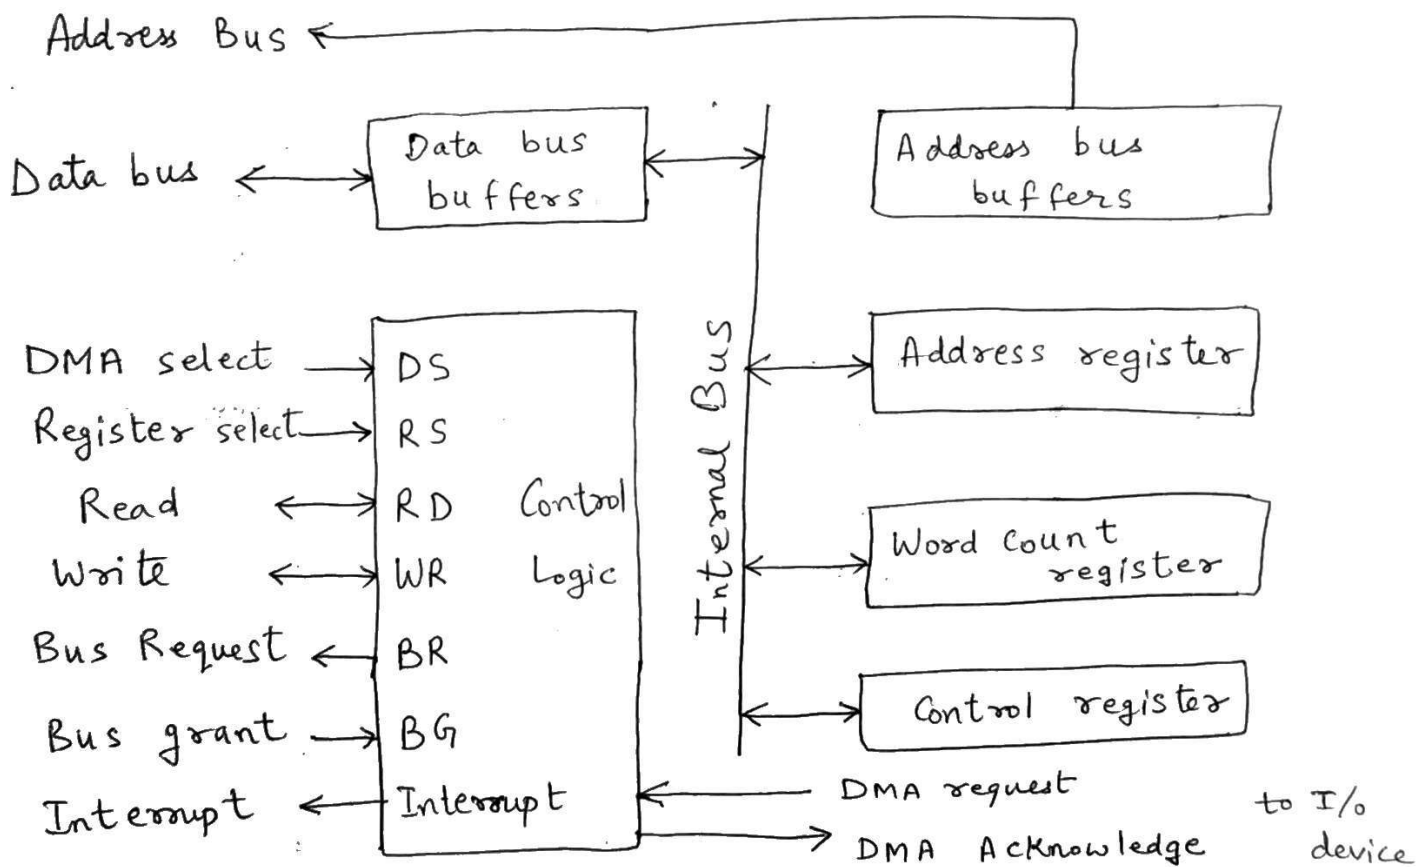 Address Bus
Data bus
Data bus
buffers
Address bus
buffers
DMA select
DS
Register select
RS
Read
RD
Write
WR
Control
Logic
Bus Request
BR
Bus grant
BG
Interrupt
Interrupt
Internal Bus
Address register
Word Count
register
Control register
DMA request
DMA Acknowledge
to I/O
device